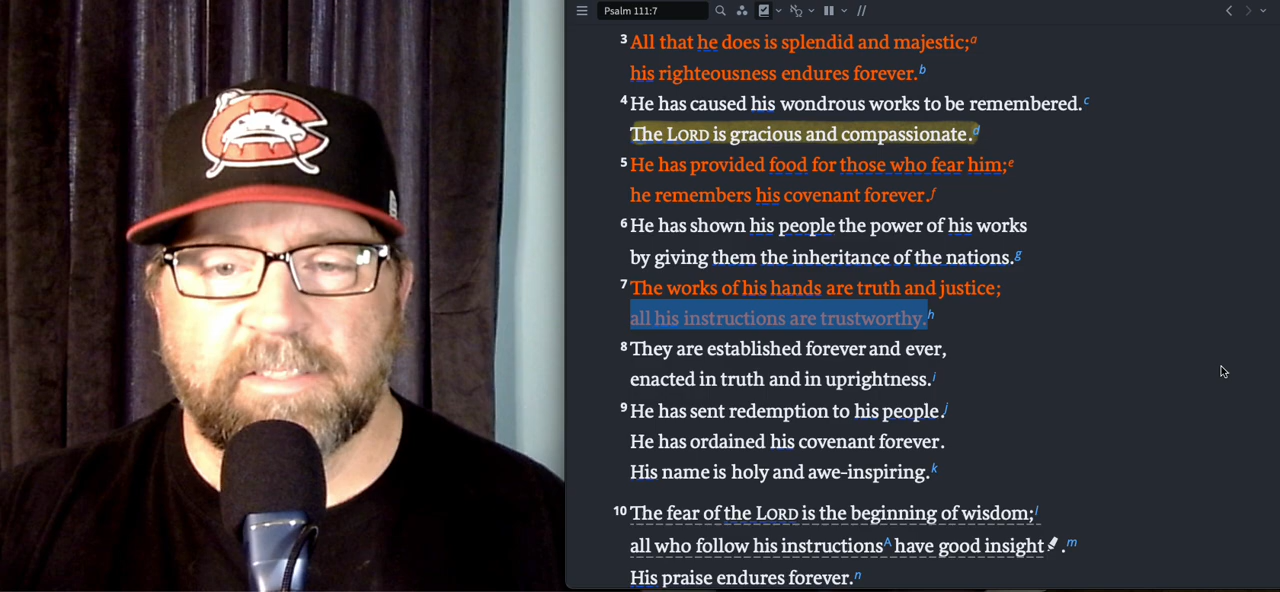 Psalm 111:7
3 All that he does is splendid and majestic;a
his righteousness endures forever.b
4 He has caused his wondrous works to be remembered.c
The LORD is gracious and compassionate.d
5 He has provided food for those who fear him;e
he remembers his covenant forever.f
6 He has shown his people the power of his works
by giving them the inheritance of the nations.g
7 The works of his hands are truth and justice;
all his instructions are trustworthy.h
8 They are established forever and ever,
enacted in truth and in uprightness.i
9 He has sent redemption to his people.j
He has ordained his covenant forever.
His name is holy and awe-inspiring.k
10 The fear of the LORD is the beginning of wisdom;l
all who follow his instructionsA have good insight.m
His praise endures forever.n